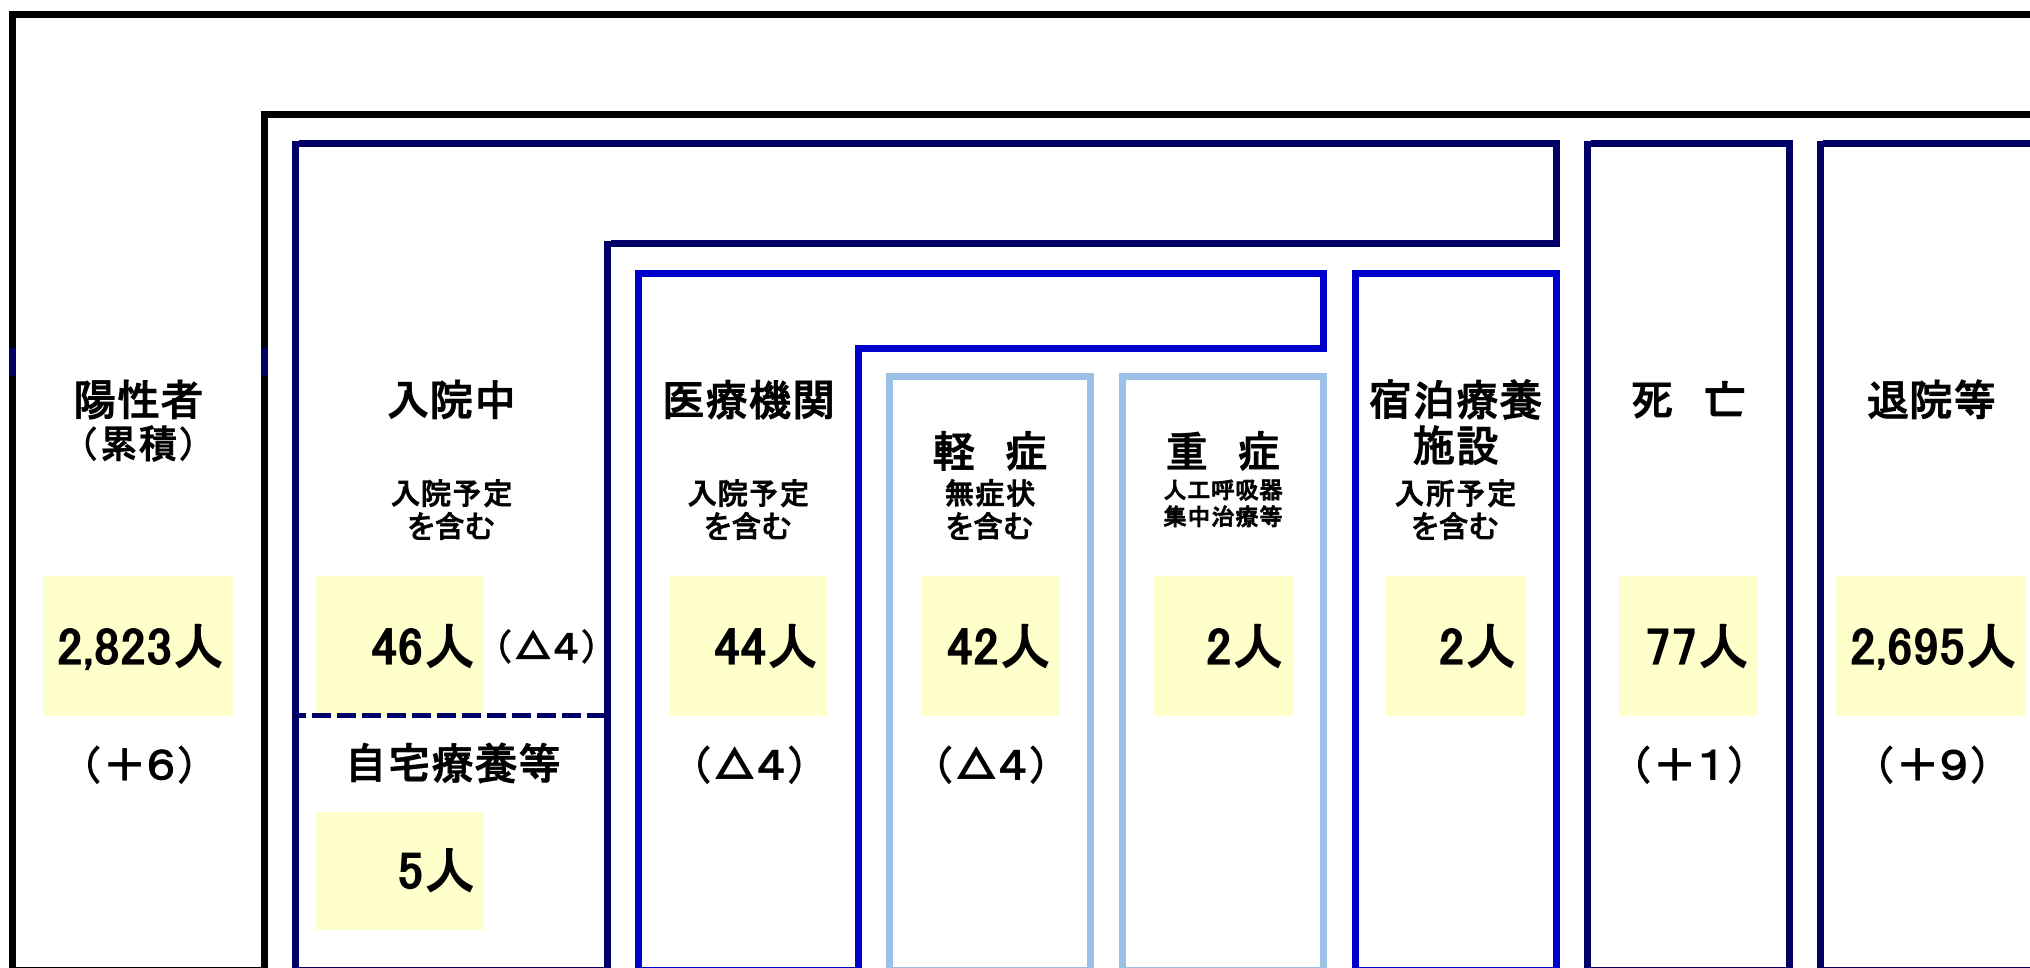 陽性者
（累積）
2,823人
（＋6）
入院中
入院予定
を含む
46人 （△4）
自宅療養等
5人
医療機関
入院予定
を含む
44人
（△4）
軽　症
無症状
を含む
42人
（△4）
重　症
人工呼吸器
集中治療等
2人
宿泊療養
施設
入所予定
を含む
2人
死　亡
77人
（＋1）
退院等
2,695人
（＋9）